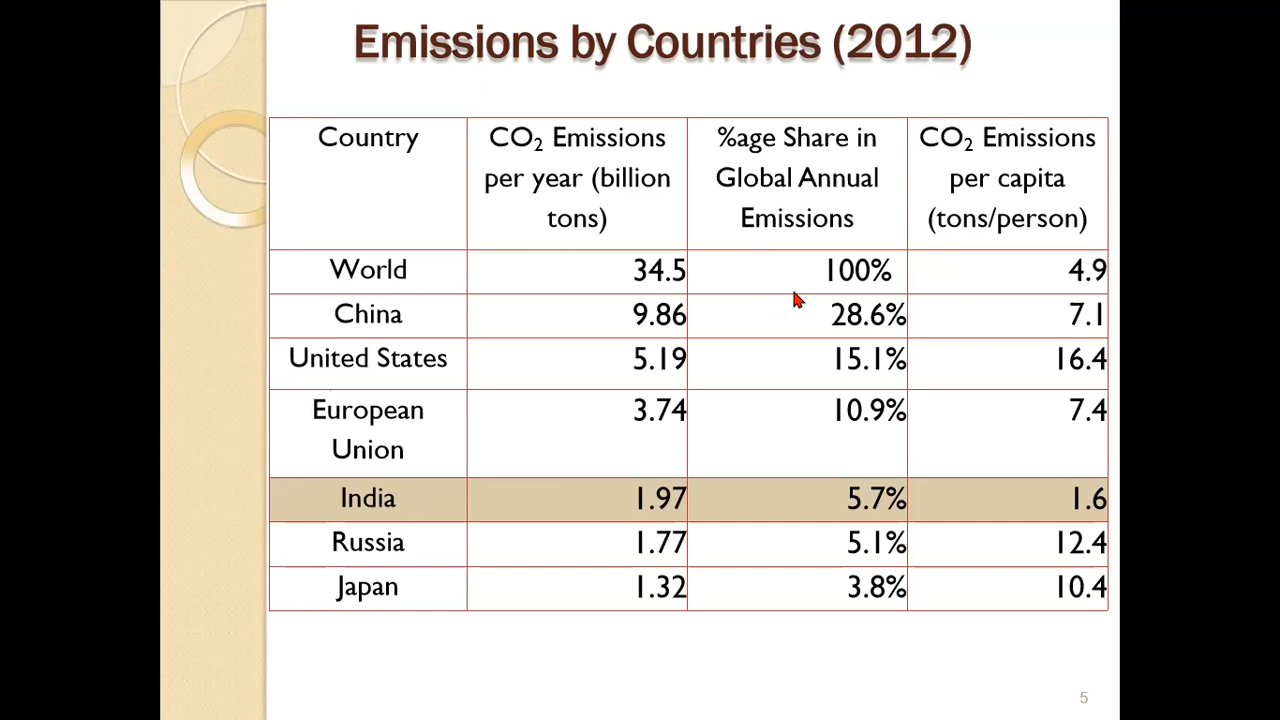 Emissions by Countries (2012)
Country
CO₂ Emissions
per year (billion
tons)
%age Share in
Global Annual
Emissions
CO₂ Emissions
per capita
(tons/person)
World 34.5 100% 4.9
China 9.86 28.6% 7.1
United States 5.19 15.1% 16.4
European
Union
3.74 10.9% 7.4
India 1.97 5.7% 1.6
Russia 1.77 5.1% 12.4
Japan 1.32 3.8% 10.4
5